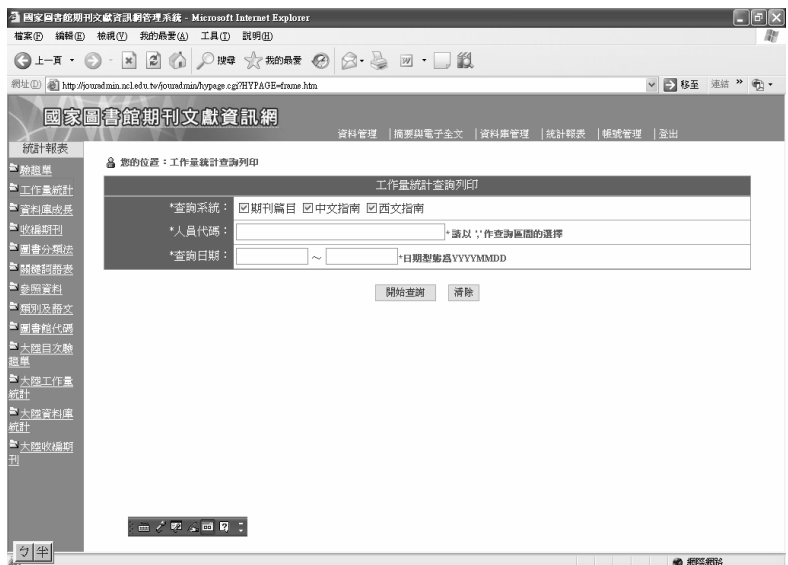 國家圖書館期刊文獻資訊網管理系統 - Microsoft Internet Explorer
檔案(F) 編輯(E) 檢視(V) 我的最愛(A) 工具(T) 說明(H)
上一頁 搜尋 我的最愛
網址(D) http://jouradmin.ncl.edu.tw/jouradmin/hypage.cgi?HYPAGE=frame.htm 移至 連結 »
國家圖書館期刊文獻資訊網
資料管理 |摘要與電子全文 |資料庫管理 |統計報表 |帳號管理 |登出
統計報表
驗證單
工作量統計
資料庫成長
收編期刊
圖書分類法
關鍵詞語表
參照資料
類別及語文
圖書館代碼
大陸目次驗
證單
大陸工作量
統計
大陸資料庫
統計
大陸收編期
刊
您的位置:工作量統計查詢列印
工作量統計查詢列印
*查詢系統: 期刊篇目 中文指南 西文指南
*人員代碼: *請以 ';' 作查詢區間的選擇
*查詢日期: ~ *日期型態為YYYYMMDD
開始查詢 清除
ㄅ 半
網際網路